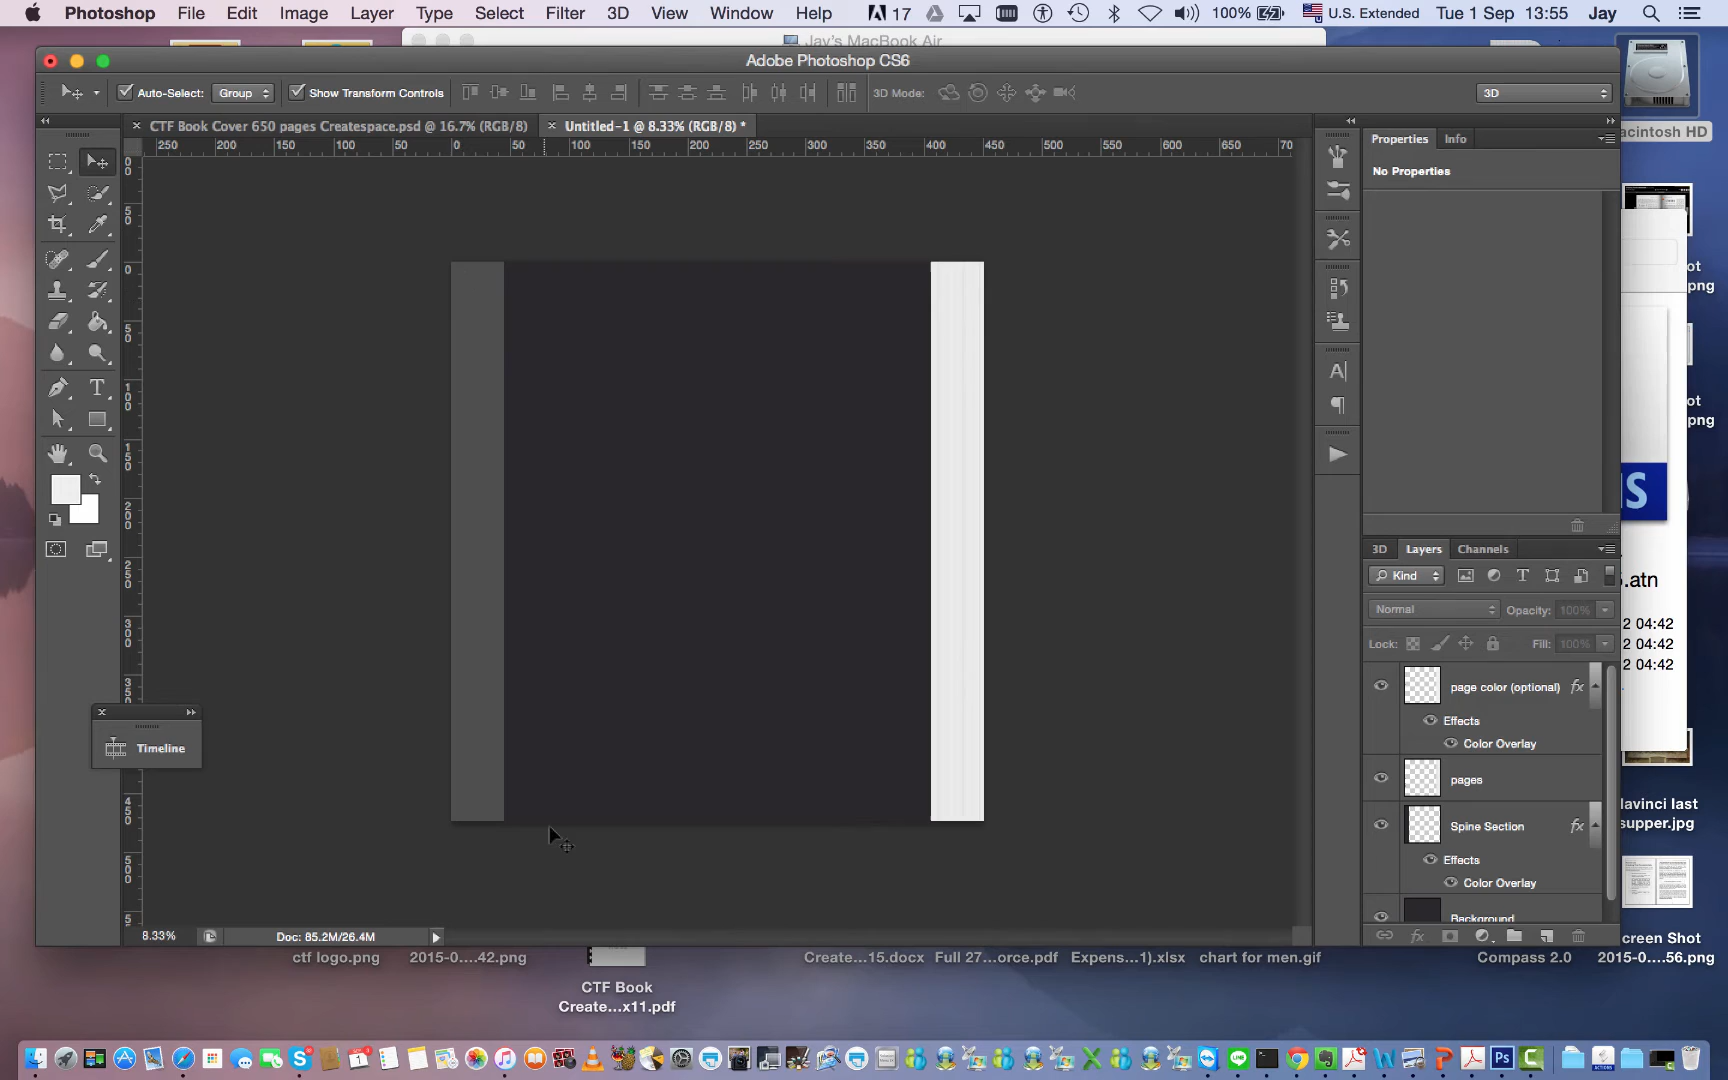 Photoshop File Edit Image Layer Type Select Filter 3D View Window Help 17 100% U.S. Extended Tue 1 Sep 13:55 Jay
Jay's MacBook Air
Adobe Photoshop CS6
Auto-Select: Group Show Transform Controls 3D Mode: 3D
acintosh HD
CTF Book Cover 650 pages Createspace.psd @ 16.7% (RGB/8) Untitled-1 @ 8.33% (RGB/8) *
250 200 150 100 50 0 50 100 150 200 250 300 350 400 450 500 550 600 650 70
Properties Info
No Properties
ot
png
ot
png
S
3D Layers Channels
Kind
.atn
Normal Opacity: 100%
2 04:42
Lock: Fill: 100%
2 04:42
2 04:42
page color (optional) fx
Effects
Color Overlay
pages
Spine Section fx
Effects
Color Overlay
Background
Timeline
davinci last
supper.jpg
8.33% Doc: 85.2M/26.4M
creen Shot
2015-0....56.png
ctf logo.png 2015-0....42.png Create...15.docx Full 27...orce.pdf Expens...1).xlsx chart for men.gif Compass 2.0
CTF Book
Create...x11.pdf